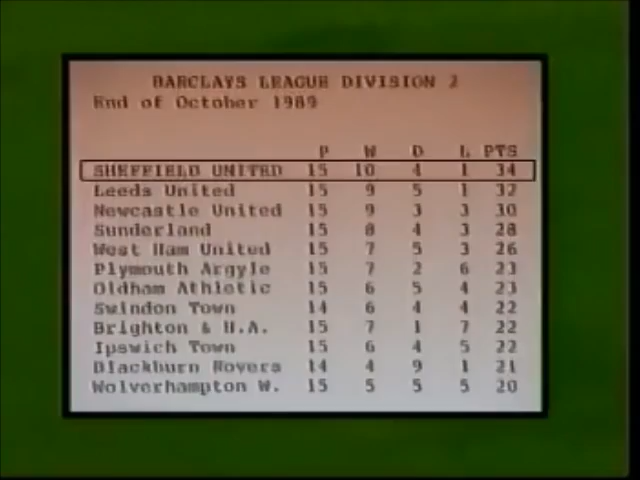 BARCLAYS LEAGUE DIVISION 2
End of October 1989
P W D L PTS
SHEFFIELD UNITED 15 10 4 1 34
Leeds United 15 9 5 1 32
Newcastle United 15 9 3 3 30
Sunderland 15 8 4 3 28
West Ham United 15 7 5 3 26
Plymouth Argyle 15 7 2 6 23
Oldham Athletic 15 6 5 4 23
Swindon Town 14 6 4 4 22
Brighton & H.A. 15 7 1 7 22
Ipswich Town 15 6 4 5 22
Blackburn Rovers 14 4 9 1 21
Wolverhampton W. 15 5 5 5 20